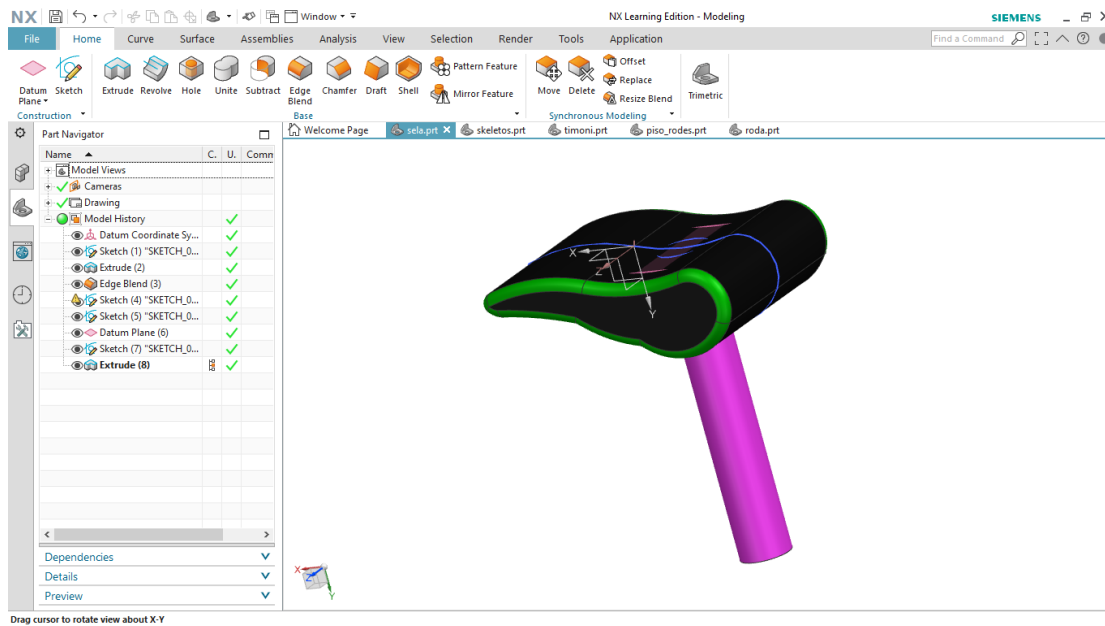 NX Window NX Learning Edition - Modeling SIEMENS
File Home Curve Surface Assemblies Analysis View Selection Render Tools Application Find a Command
Datum Plane Sketch Extrude Revolve Hole Unite Subtract Edge Blend Chamfer Draft Shell Pattern Feature Mirror Feature Move Delete Offset Replace Resize Blend Trimetric
Construction Base Synchronous Modeling
Part Navigator Welcome Page sela.prt skeletos.prt timoni.prt piso_rodes.prt roda.prt
Name C. U. Comm
Model Views
Cameras
Drawing
Model History
Datum Coordinate Sy...
Sketch (1) "SKETCH_0...
Extrude (2)
Edge Blend (3)
Sketch (4) "SKETCH_0...
Sketch (5) "SKETCH_0...
Datum Plane (6)
Sketch (7) "SKETCH_0...
Extrude (8)
X
Z
Y
Dependencies
Details
Preview
X
Z
Y
Drag cursor to rotate view about X-Y